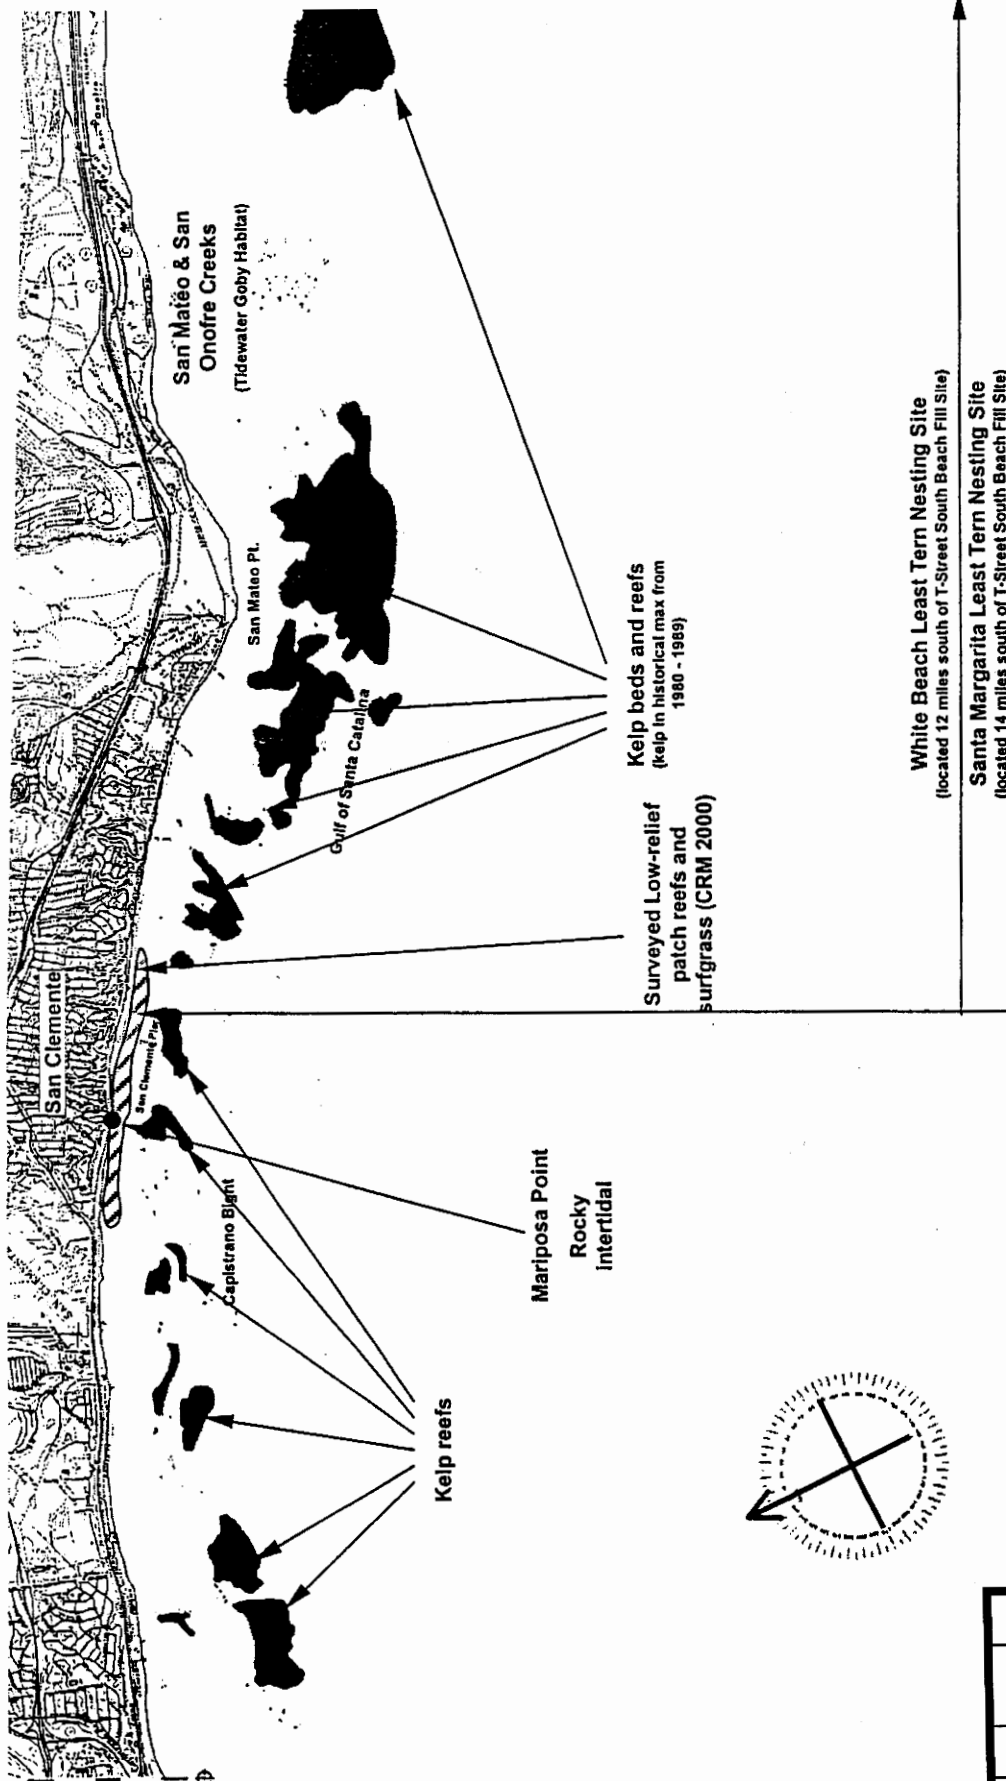 San Clemente
San Clemente Pier
San Mateo & San
Onofre Creeks
(Tidewater Goby Habitat)
San Mateo Pt.
Gulf of Santa Catalina
Capistrano Bight
Kelp reefs
Mariposa Point
Rocky
Intertidal
Surveyed Low-relief
patch reefs and
surfgrass (CRM 2000)
Kelp beds and reefs
(kelp in historical max from
1980 - 1989)
White Beach Least Tern Nesting Site
(located 12 miles south of T-Street South Beach Fill Site)
Santa Margarita Least Tern Nesting Site
(located 14 miles south of T-Street South Beach Fill Site)